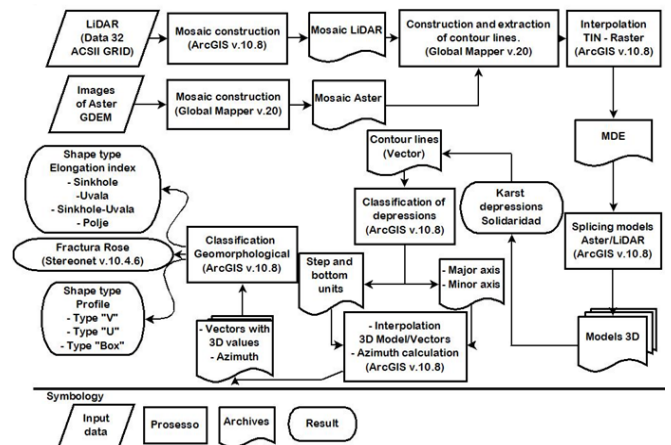 LiDAR
(Data 32
ACSII GRID)
Mosaic construction
(ArcGIS v.10.8)
Mosaic LiDAR
Construction and extraction
of contour lines.
(Global Mapper v.20)
Interpolation
TIN - Raster
(ArcGIS v.10.8)
Images
of Aster
GDEM
Mosaic construction
(Global Mapper v.20)
Mosaic Aster
MDE
Shape type
Elongation index
- Sinkhole
-Uvala
- Sinkhole-Uvala
- Polje
Contour lines
(Vector)
Classification of
depressions
(ArcGIS v.10.8)
Karst
depressions
Solidaridad
Splicing models
Aster/LiDAR
(ArcGIS v.10.8)
Fractura Rose
(Stereonet v.10.4.6)
Classification
Geomorphological
(ArcGIS v.10.8)
Step and
bottom
units
- Major axis
- Minor axis
Shape type
Profile
- Type "V"
- Type "U"
- Type "Box"
- Vectors with
3D values
- Azimuth
- Interpolation
3D Model/Vectors
- Azimuth calculation
(ArcGIS v.10.8)
Models 3D
Symbology
Input
data
Prosesso
Archives
Result